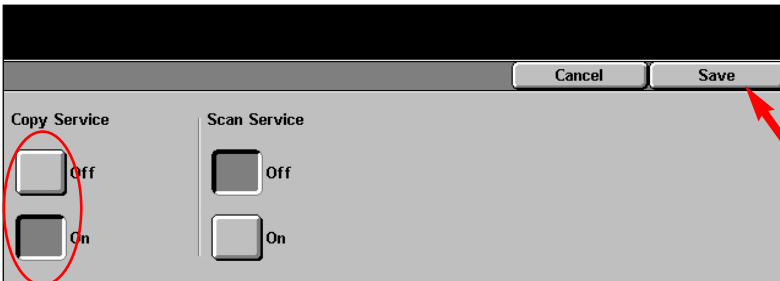 Cancel Save
Copy Service Scan Service
Off Off
On On